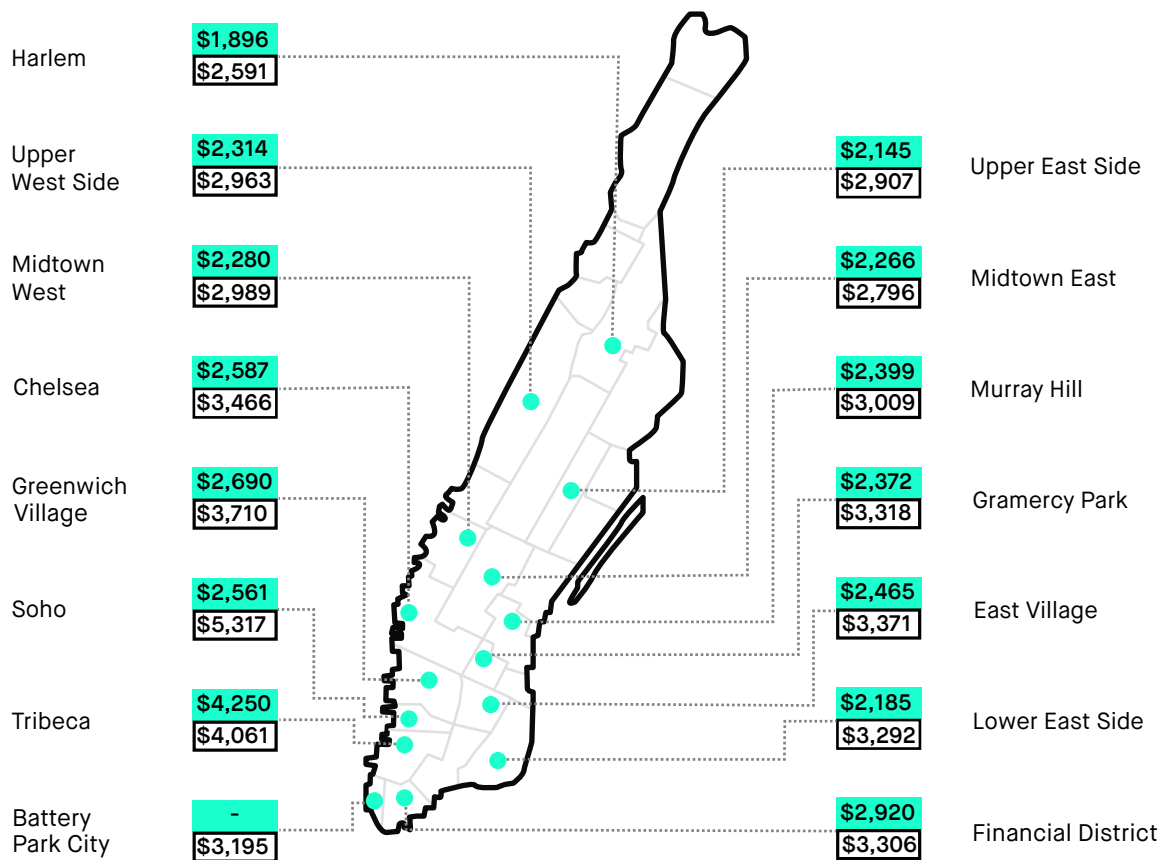 Harlem
$1,896
$2,591
Upper
West Side
$2,314
$2,963
Midtown
West
$2,280
$2,989
Chelsea
$2,587
$3,466
Greenwich
Village
$2,690
$3,710
Soho
$2,561
$5,317
Tribeca
$4,250
$4,061
Battery
Park City
-
$3,195
$2,145
$2,907
Upper East Side
$2,266
$2,796
Midtown East
$2,399
$3,009
Murray Hill
$2,372
$3,318
Gramercy Park
$2,465
$3,371
East Village
$2,185
$3,292
Lower East Side
$2,920
$3,306
Financial District